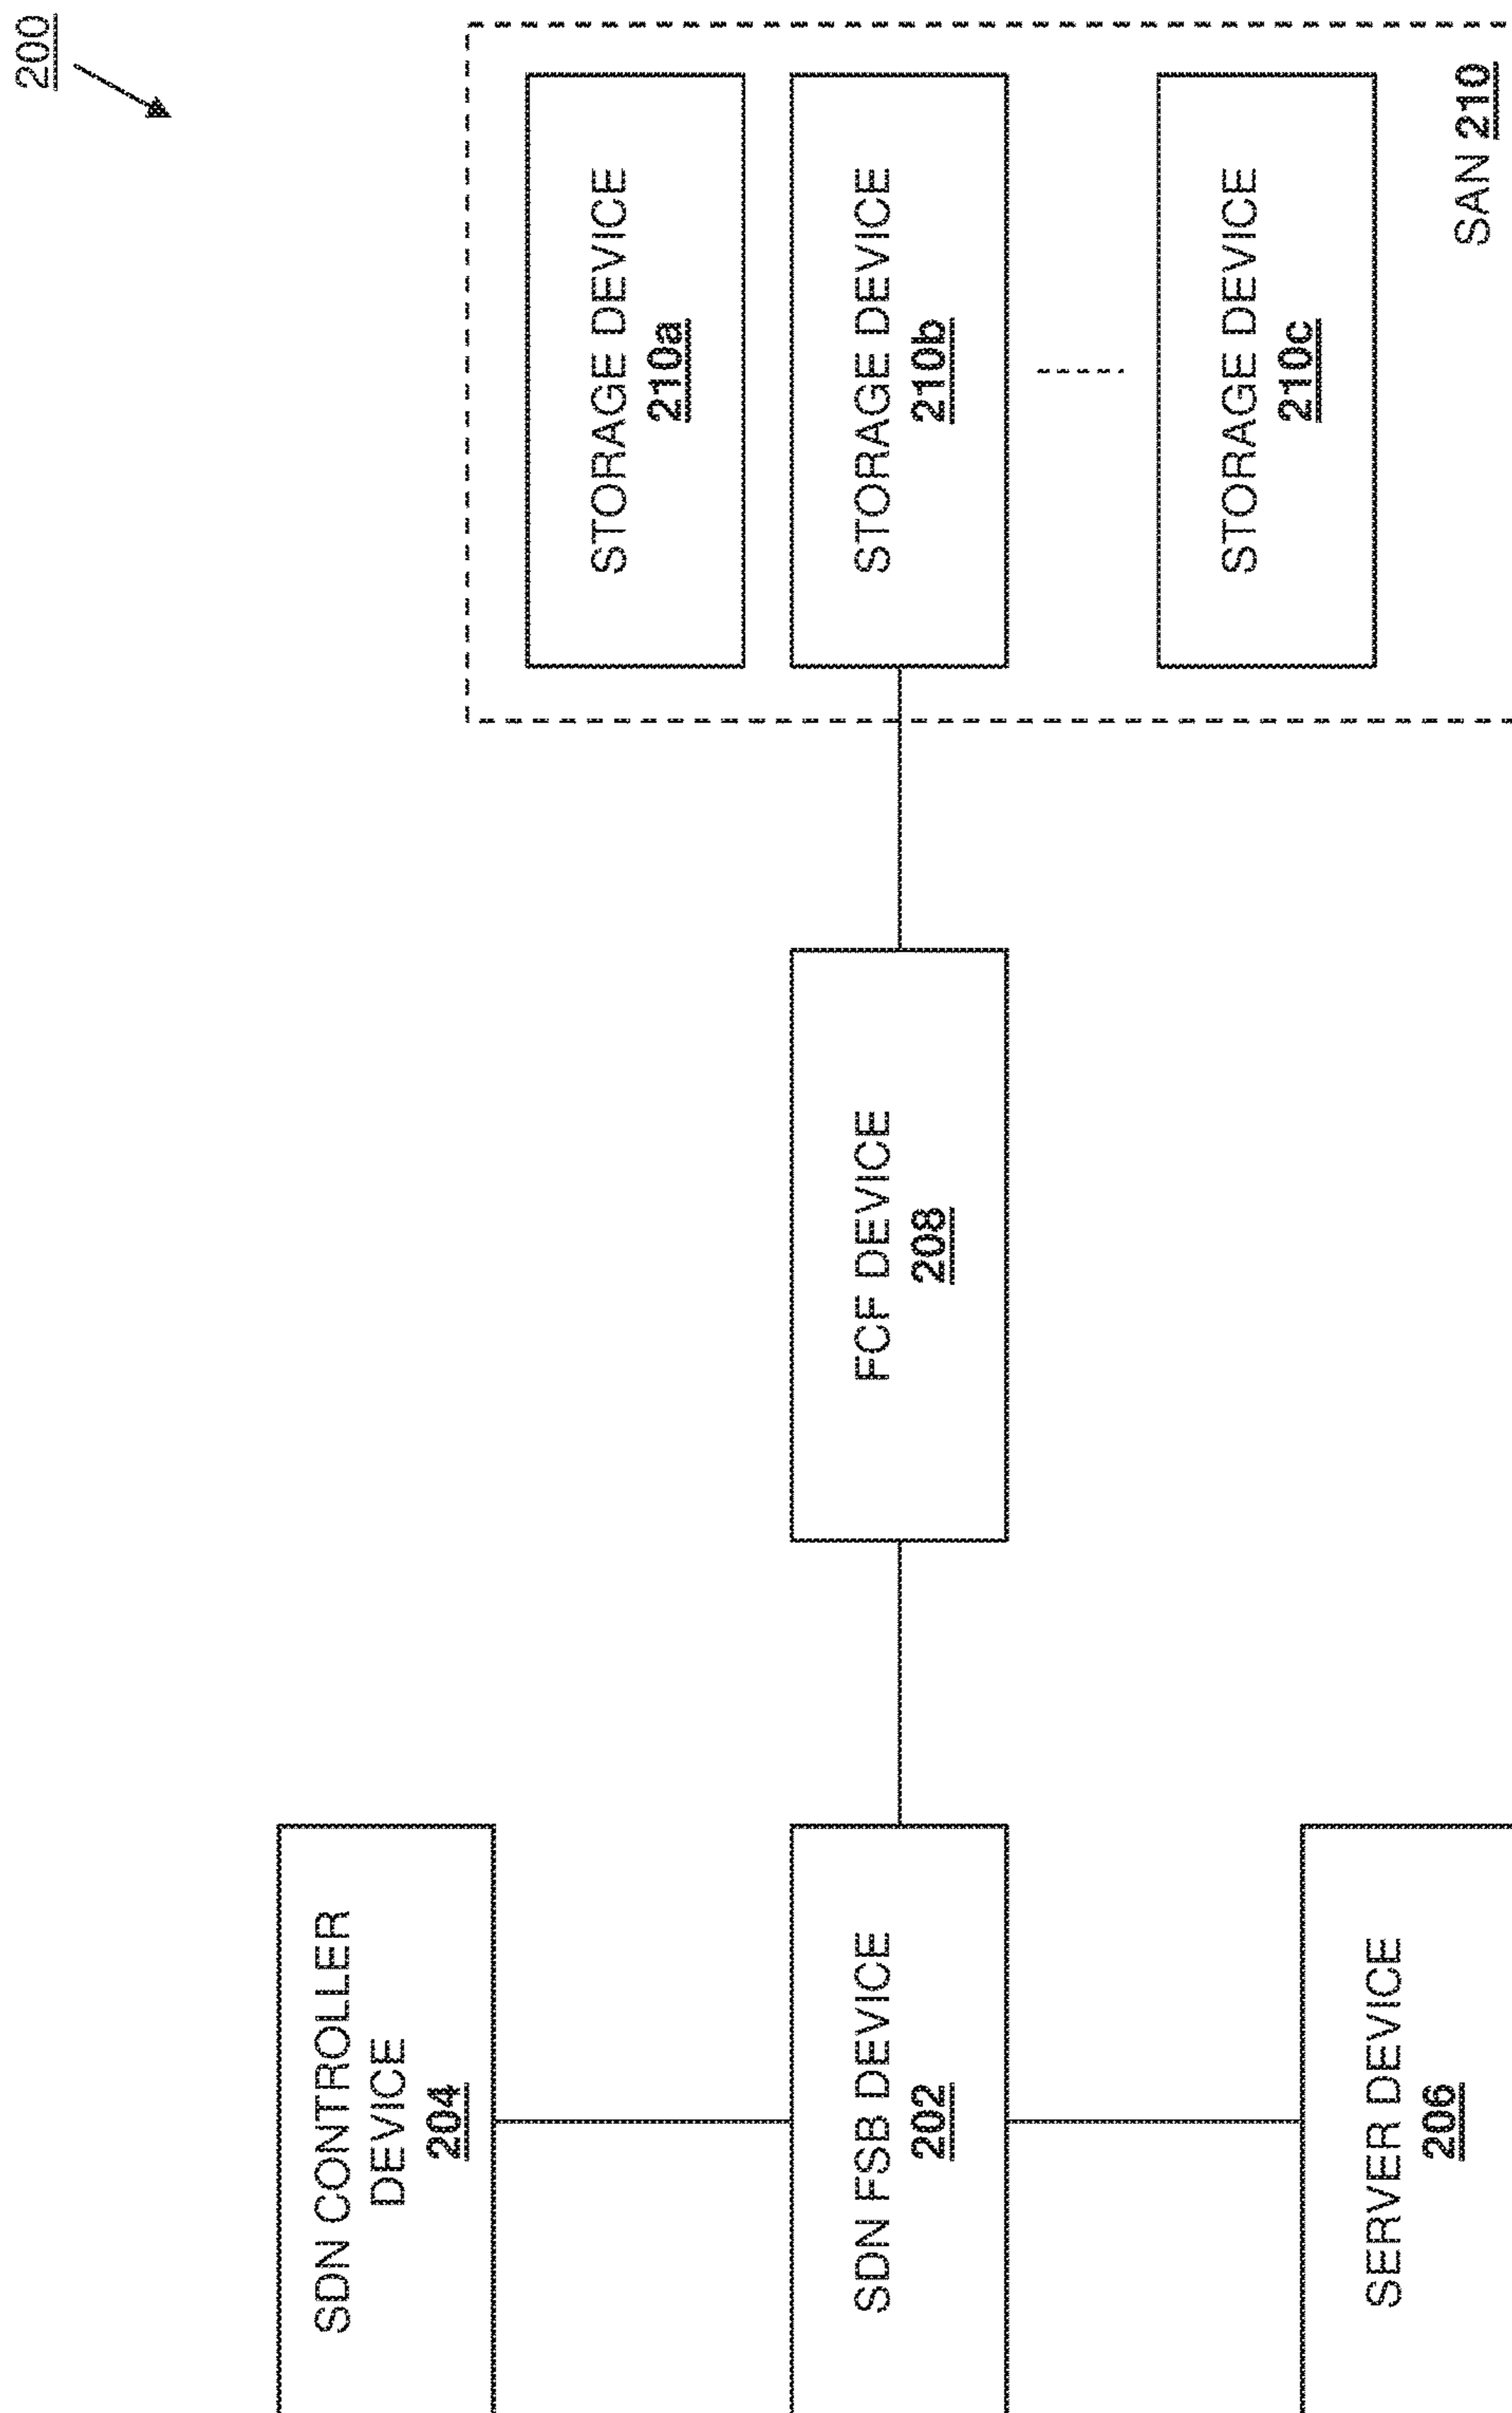 200
SDN CONTROLLER
DEVICE
204
SDN FSB DEVICE
202
SERVER DEVICE
206
FCF DEVICE
208
STORAGE DEVICE
210a
STORAGE DEVICE
210b
STORAGE DEVICE
210c
SAN 210